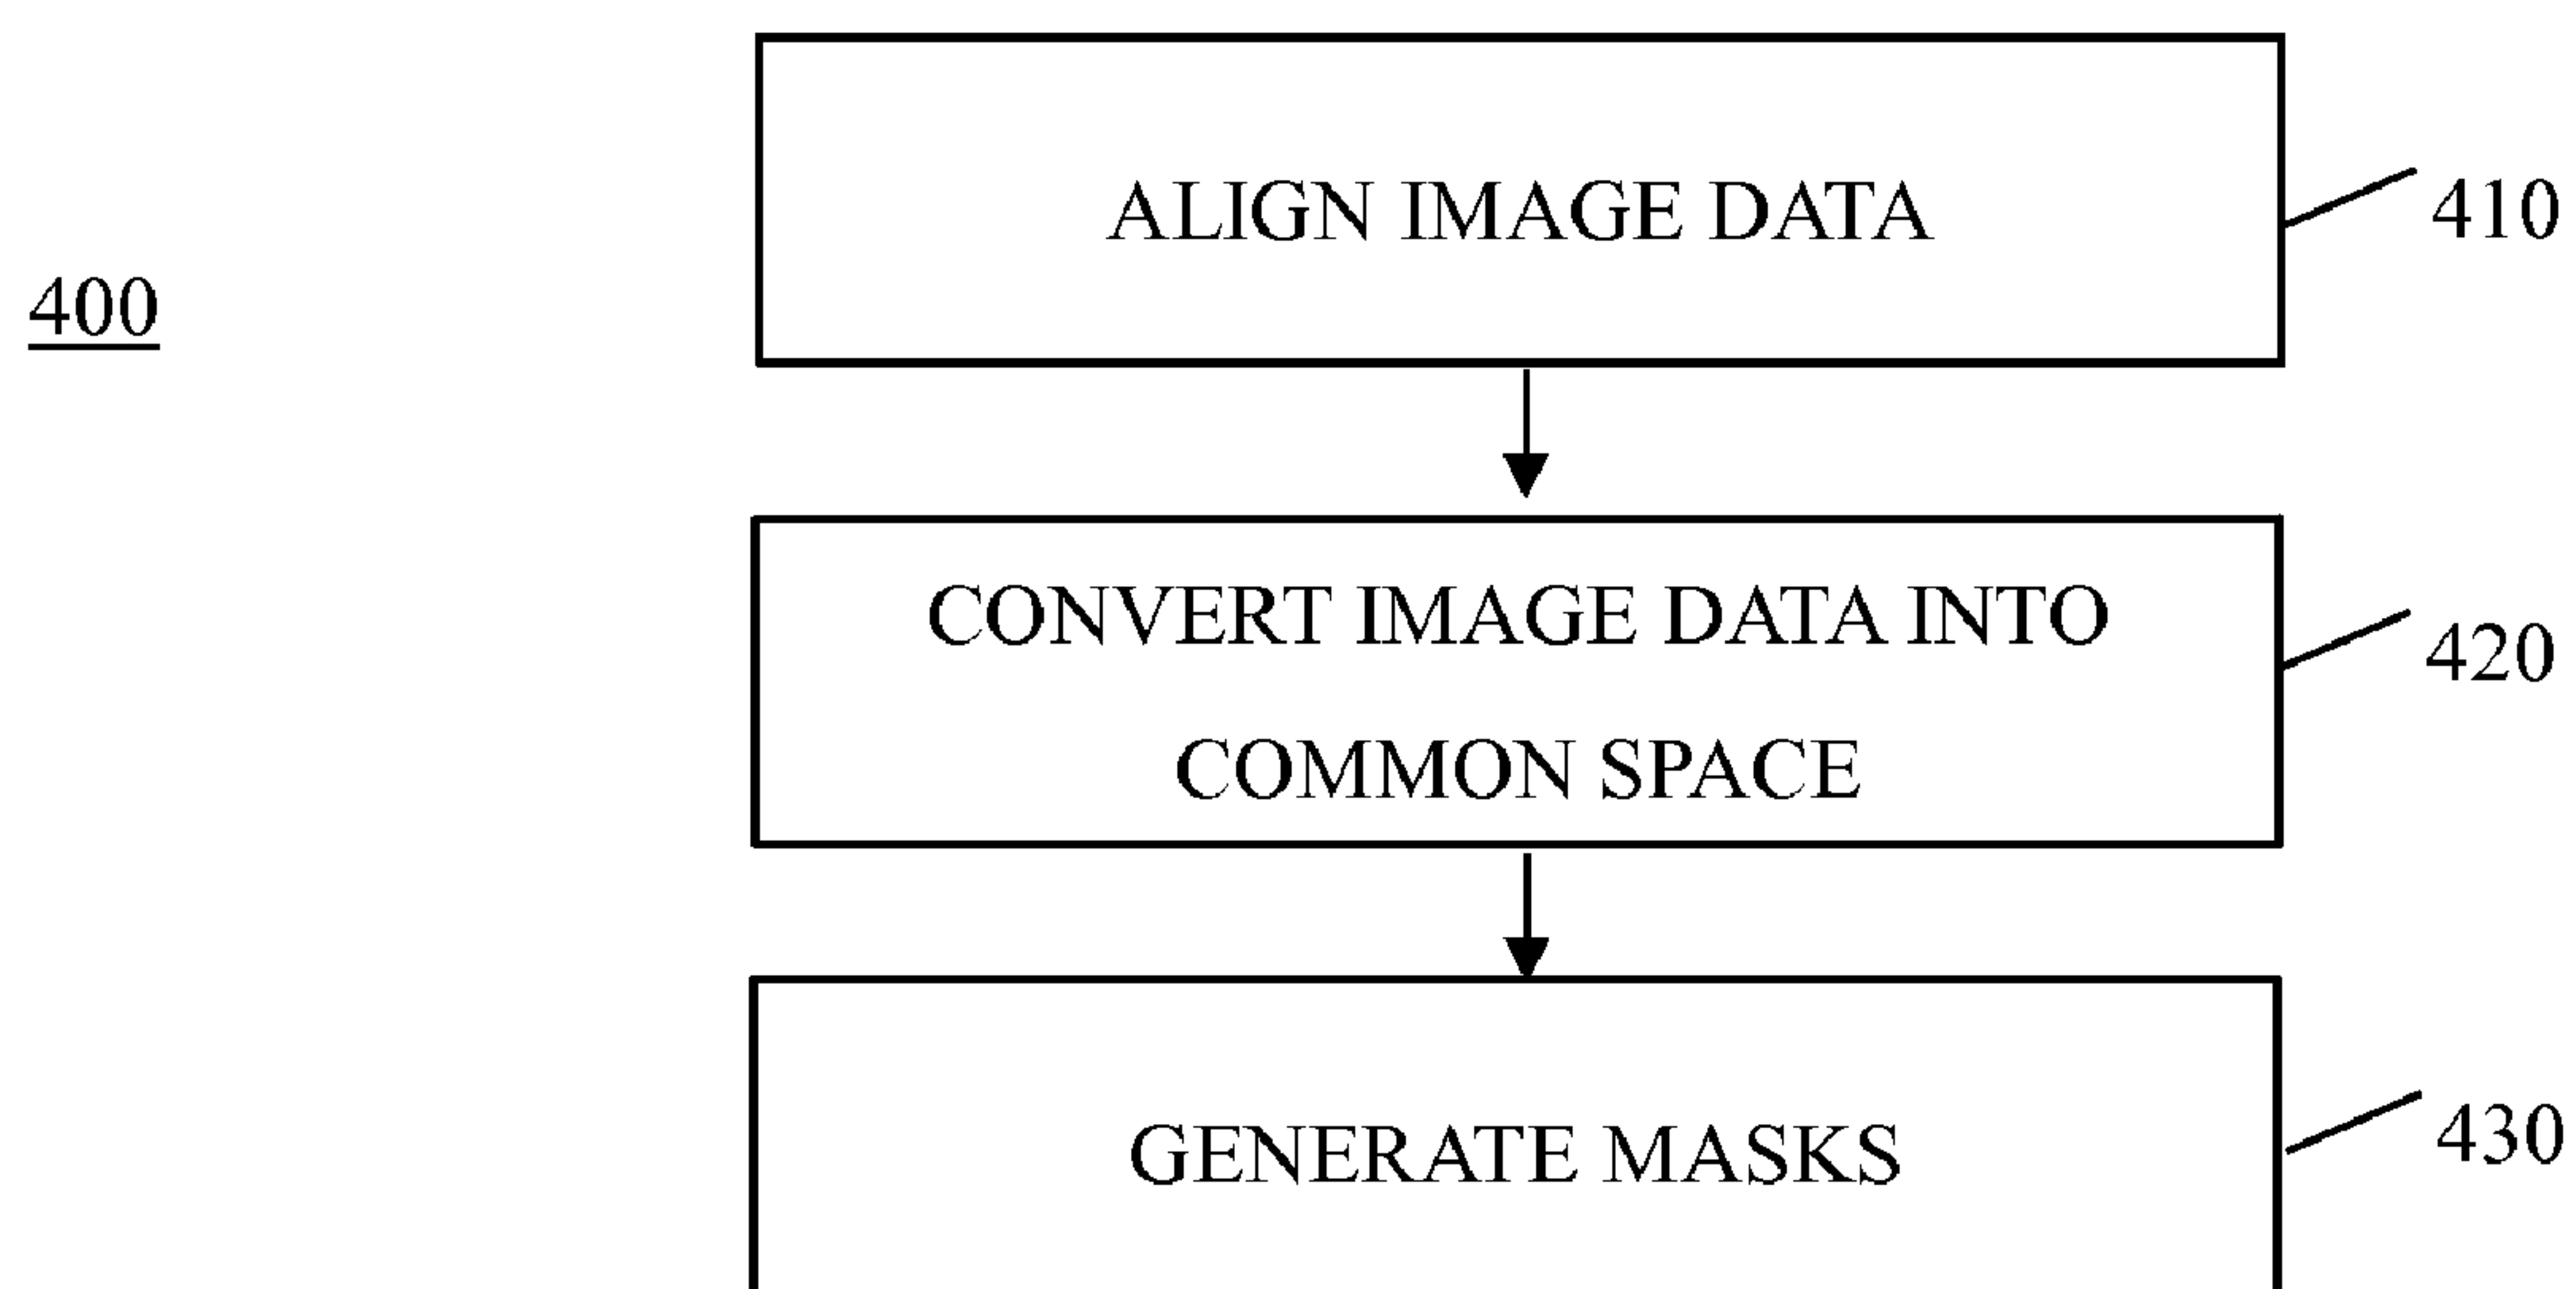 ALIGN IMAGE DATA
410
400
CONVERT IMAGE DATA INTO
COMMON SPACE
420
GENERATE MASKS
430